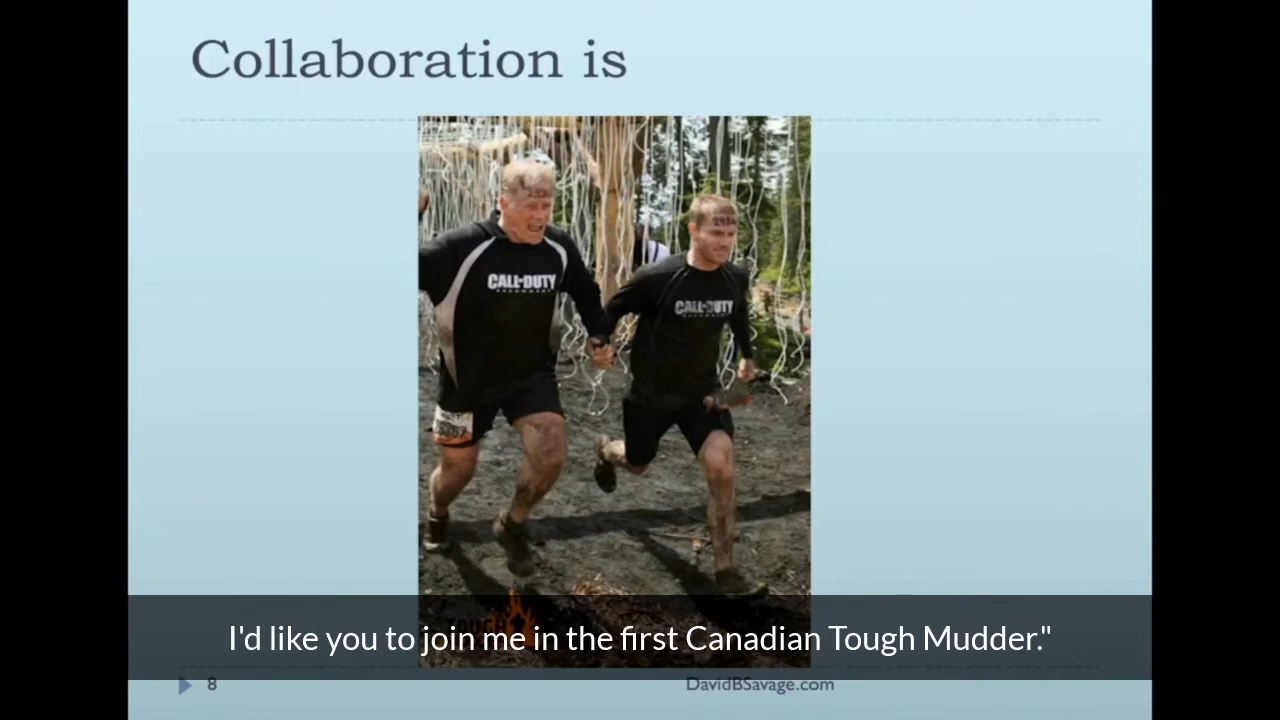 Collaboration is
CALL OF DUTY
CALL OF DUTY
I'd like you to join me in the first Canadian Tough Mudder."
8
DavidBSavage.com